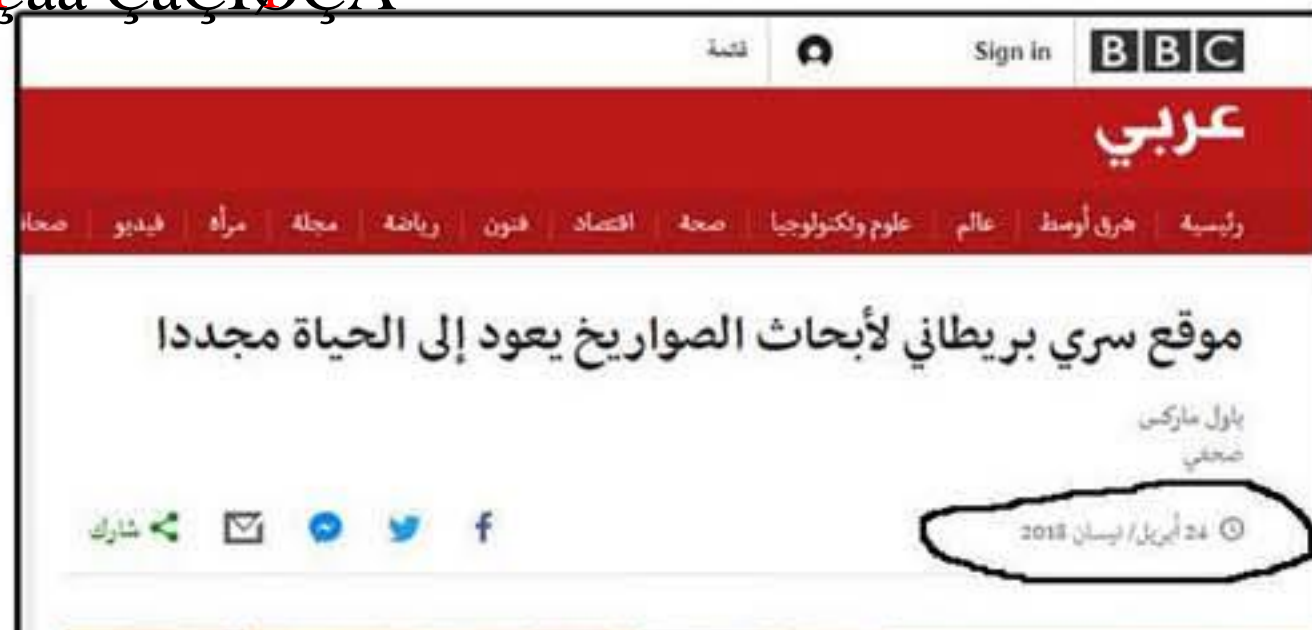 BBC Sign in قائمة
عربي
رئيسية شرق أوسط عالم علوم وتكنولوجيا صحة اقتصاد فنون رياضة مجلة مرأة فيديو
موقع سري بريطاني لأبحاث الصواريخ يعود إلى الحياة مجددا
باول ماركس
صحفي
24 أبريل/ نيسان 2018
f شارك